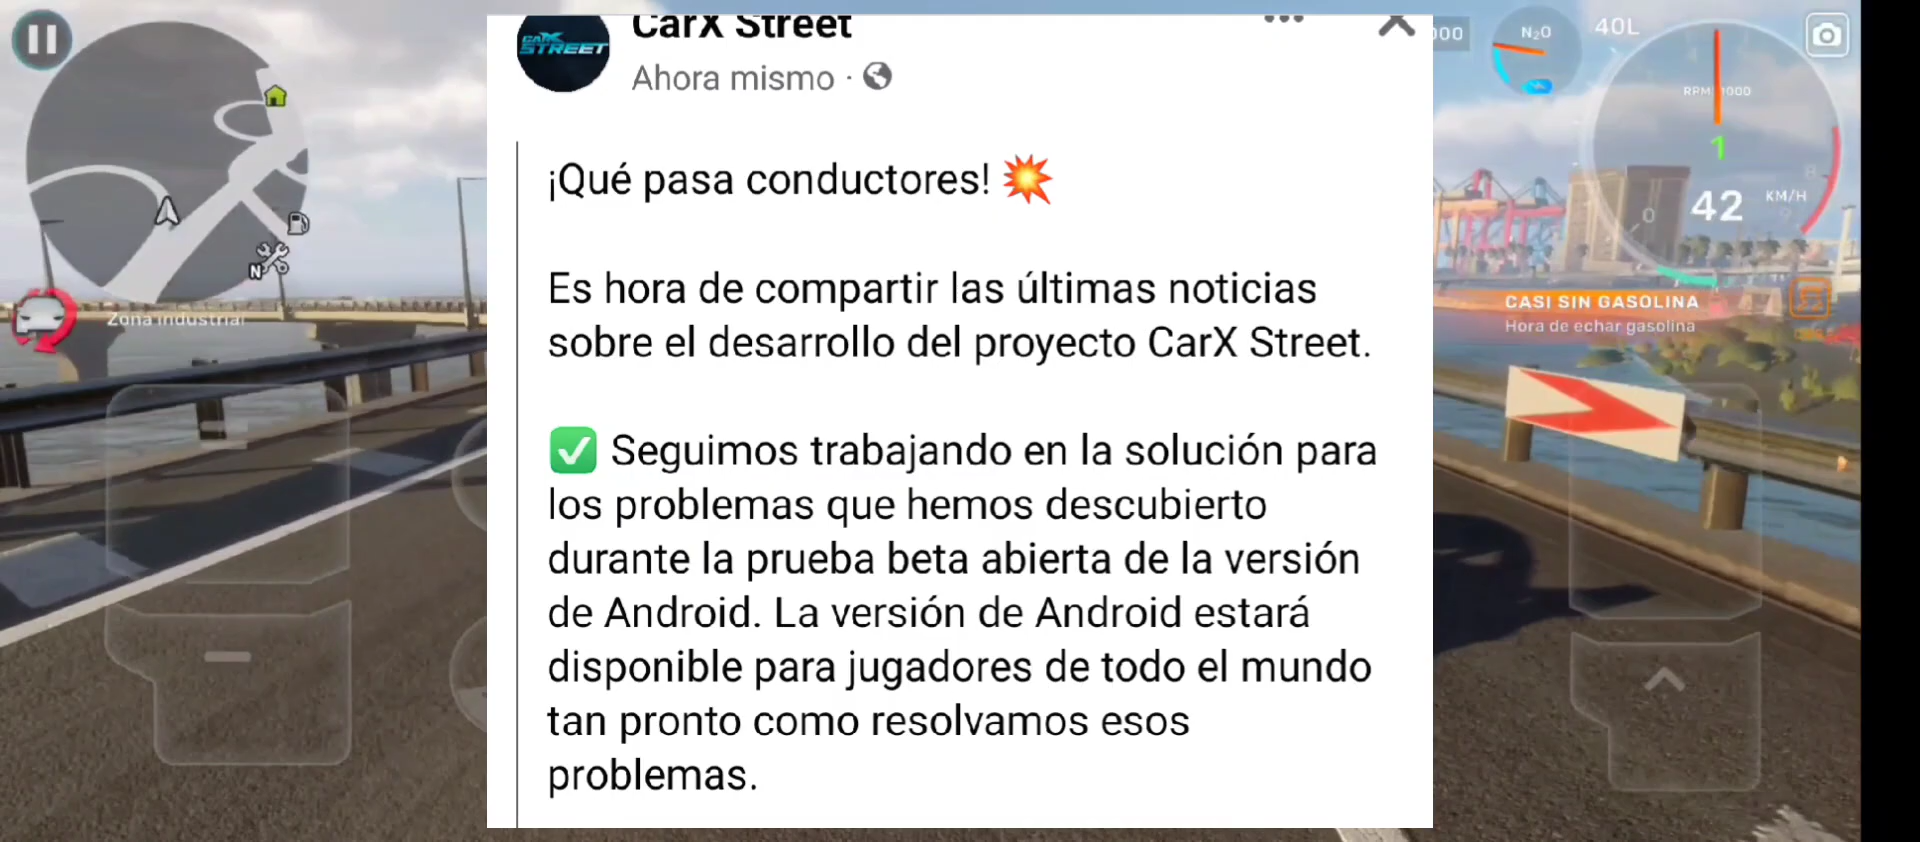 CarX Street
CarX
STREET
Ahora mismo ·
¡Qué pasa conductores! 💥
Es hora de compartir las últimas noticias
sobre el desarrollo del proyecto CarX Street.
✅ Seguimos trabajando en la solución para
los problemas que hemos descubierto
durante la prueba beta abierta de la versión
de Android. La versión de Android estará
disponible para jugadores de todo el mundo
tan pronto como resolvamos esos
problemas.
N
Zona industrial
N₂O
40L
1
0
8
42
KM/H
CASI SIN GASOLINA
Hora de echar gasolina